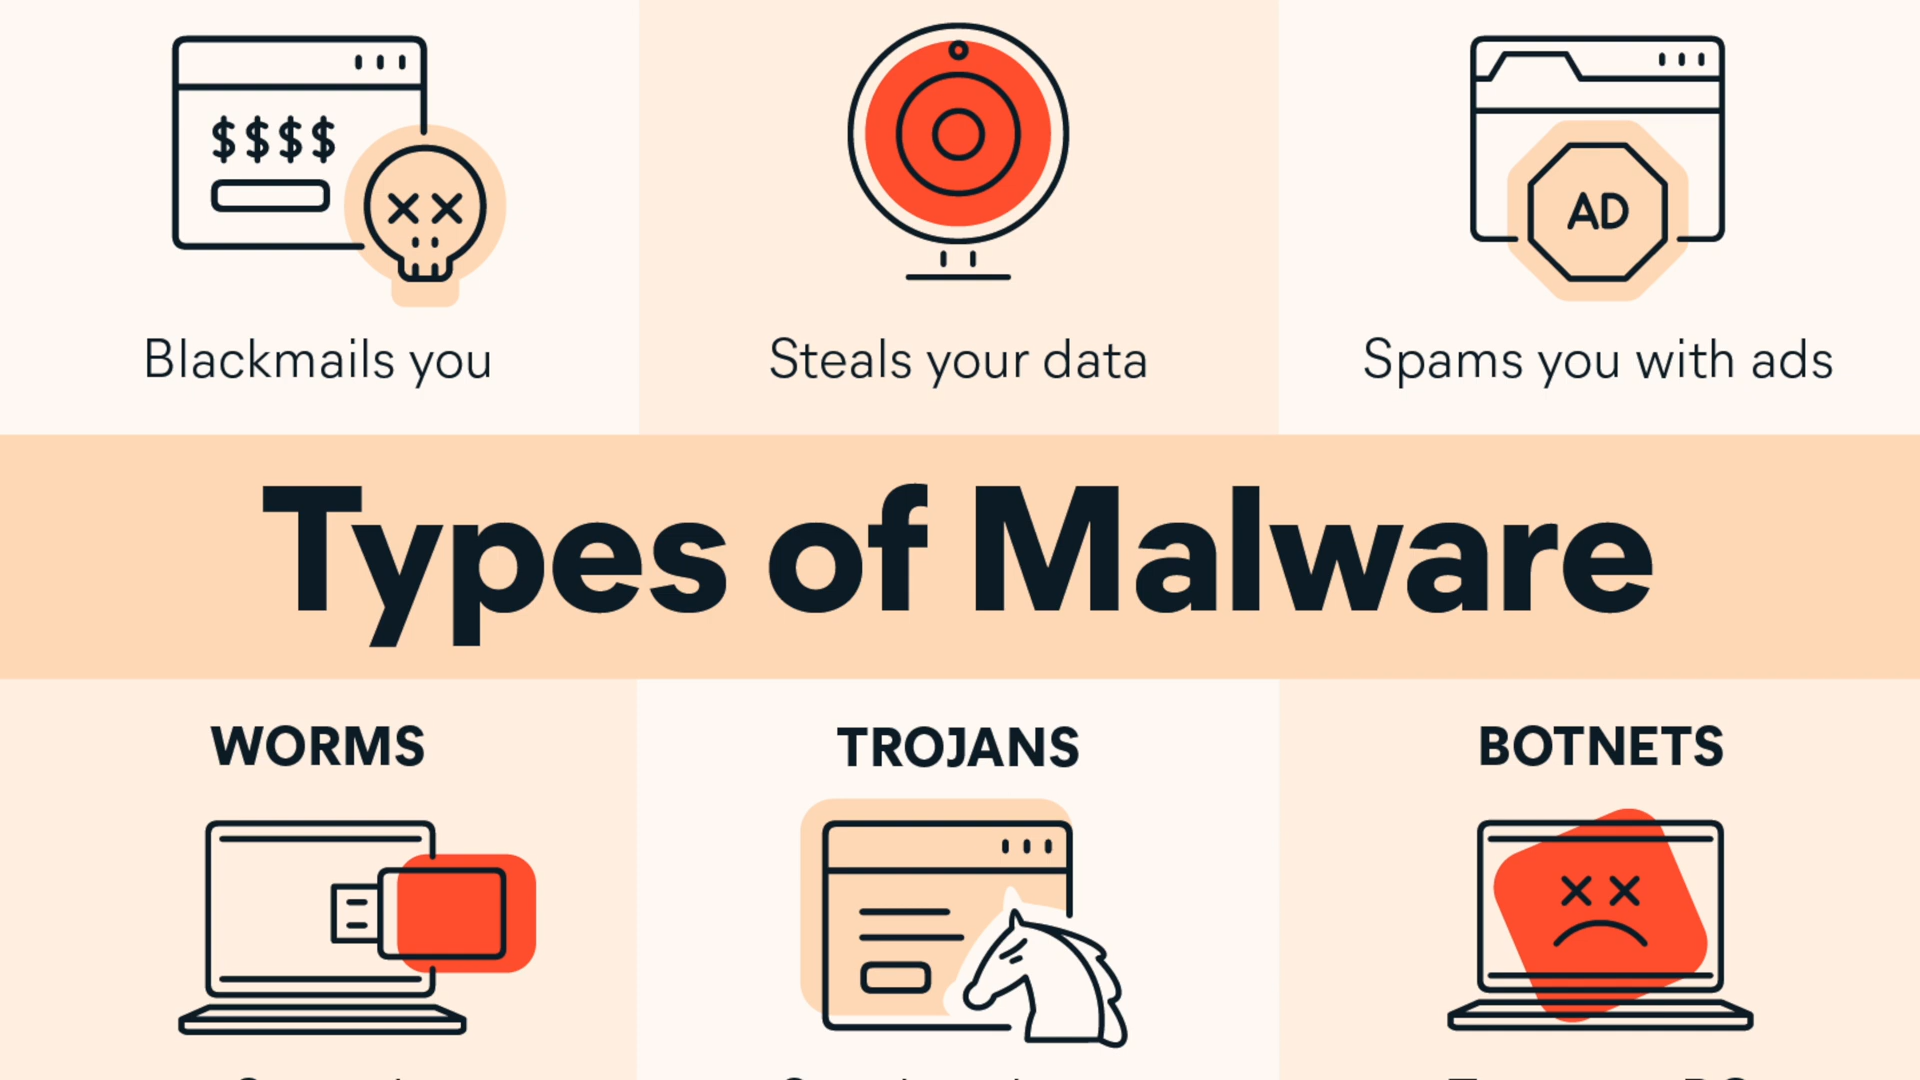 $$$$
AD
Blackmails you
Steals your data
Spams you with ads
Types of Malware
WORMS
TROJANS
BOTNETS